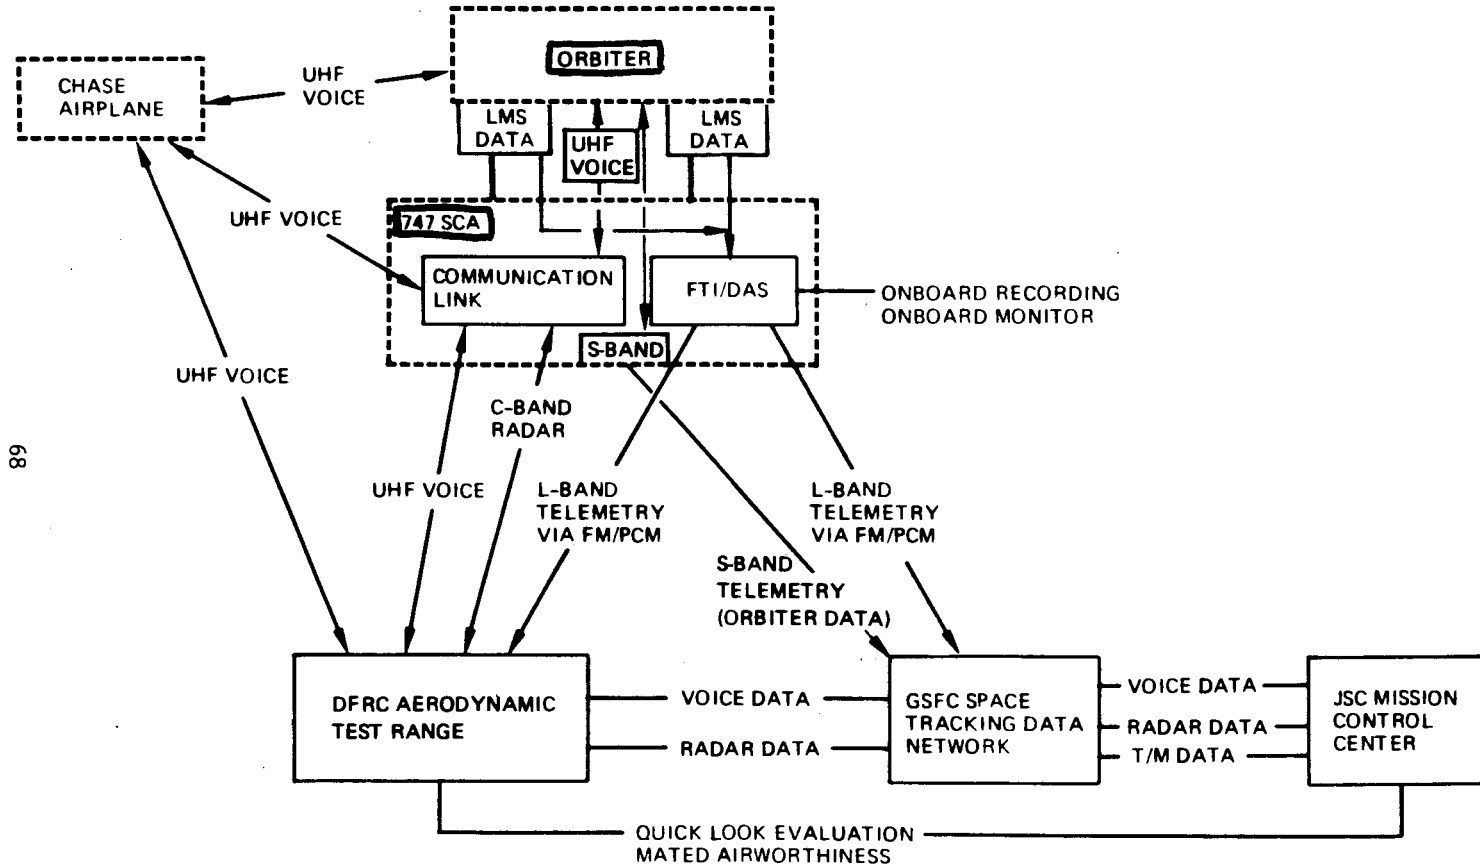 ORBITER
CHASE
AIRPLANE
UHF
VOICE
LMS
DATA
UHF
VOICE
LMS
DATA
UHF VOICE
747 SCA
COMMUNICATION
LINK
FTI/DAS
ONBOARD RECORDING
ONBOARD MONITOR
S-BAND
UHF VOICE
C-BAND
RADAR
68
UHF VOICE
L-BAND
TELEMETRY
VIA FM/PCM
L-BAND
TELEMETRY
VIA FM/PCM
S-BAND
TELEMETRY
(ORBITER DATA)
DFRC AERODYNAMIC
TEST RANGE
VOICE DATA
RADAR DATA
GSFC SPACE
TRACKING DATA
NETWORK
VOICE DATA
RADAR DATA
T/M DATA
JSC MISSION
CONTROL
CENTER
QUICK LOOK EVALUATION
MATED AIRWORTHINESS